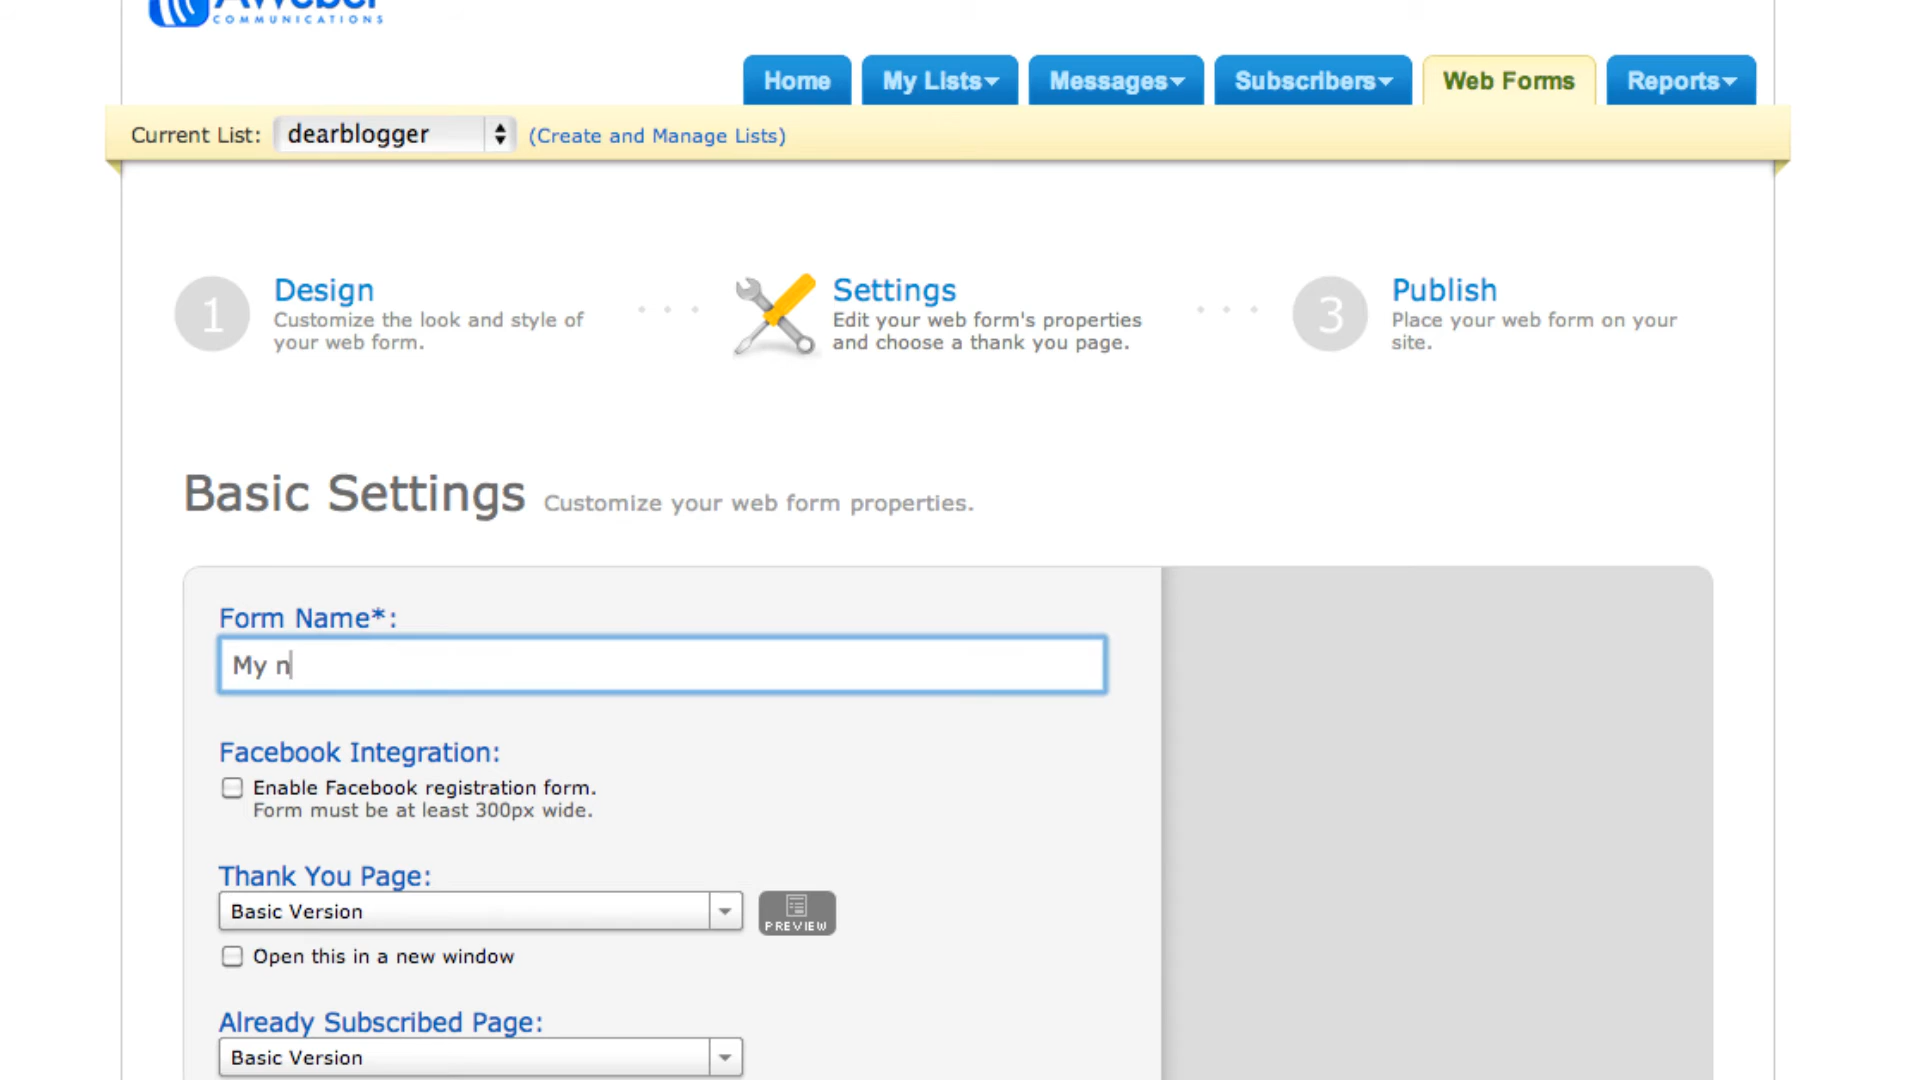 AWeber
COMMUNICATIONS
Home My Lists Messages Subscribers Web Forms Reports
Current List: dearblogger (Create and Manage Lists)
1 Design Settings 3 Publish
Customize the look and style of Edit your web form's properties Place your web form on your
your web form. and choose a thank you page. site.
Basic Settings Customize your web form properties.
Form Name*:
My n
Facebook Integration:
Enable Facebook registration form.
Form must be at least 300px wide.
Thank You Page:
Basic Version PREVIEW
Open this in a new window
Already Subscribed Page:
Basic Version